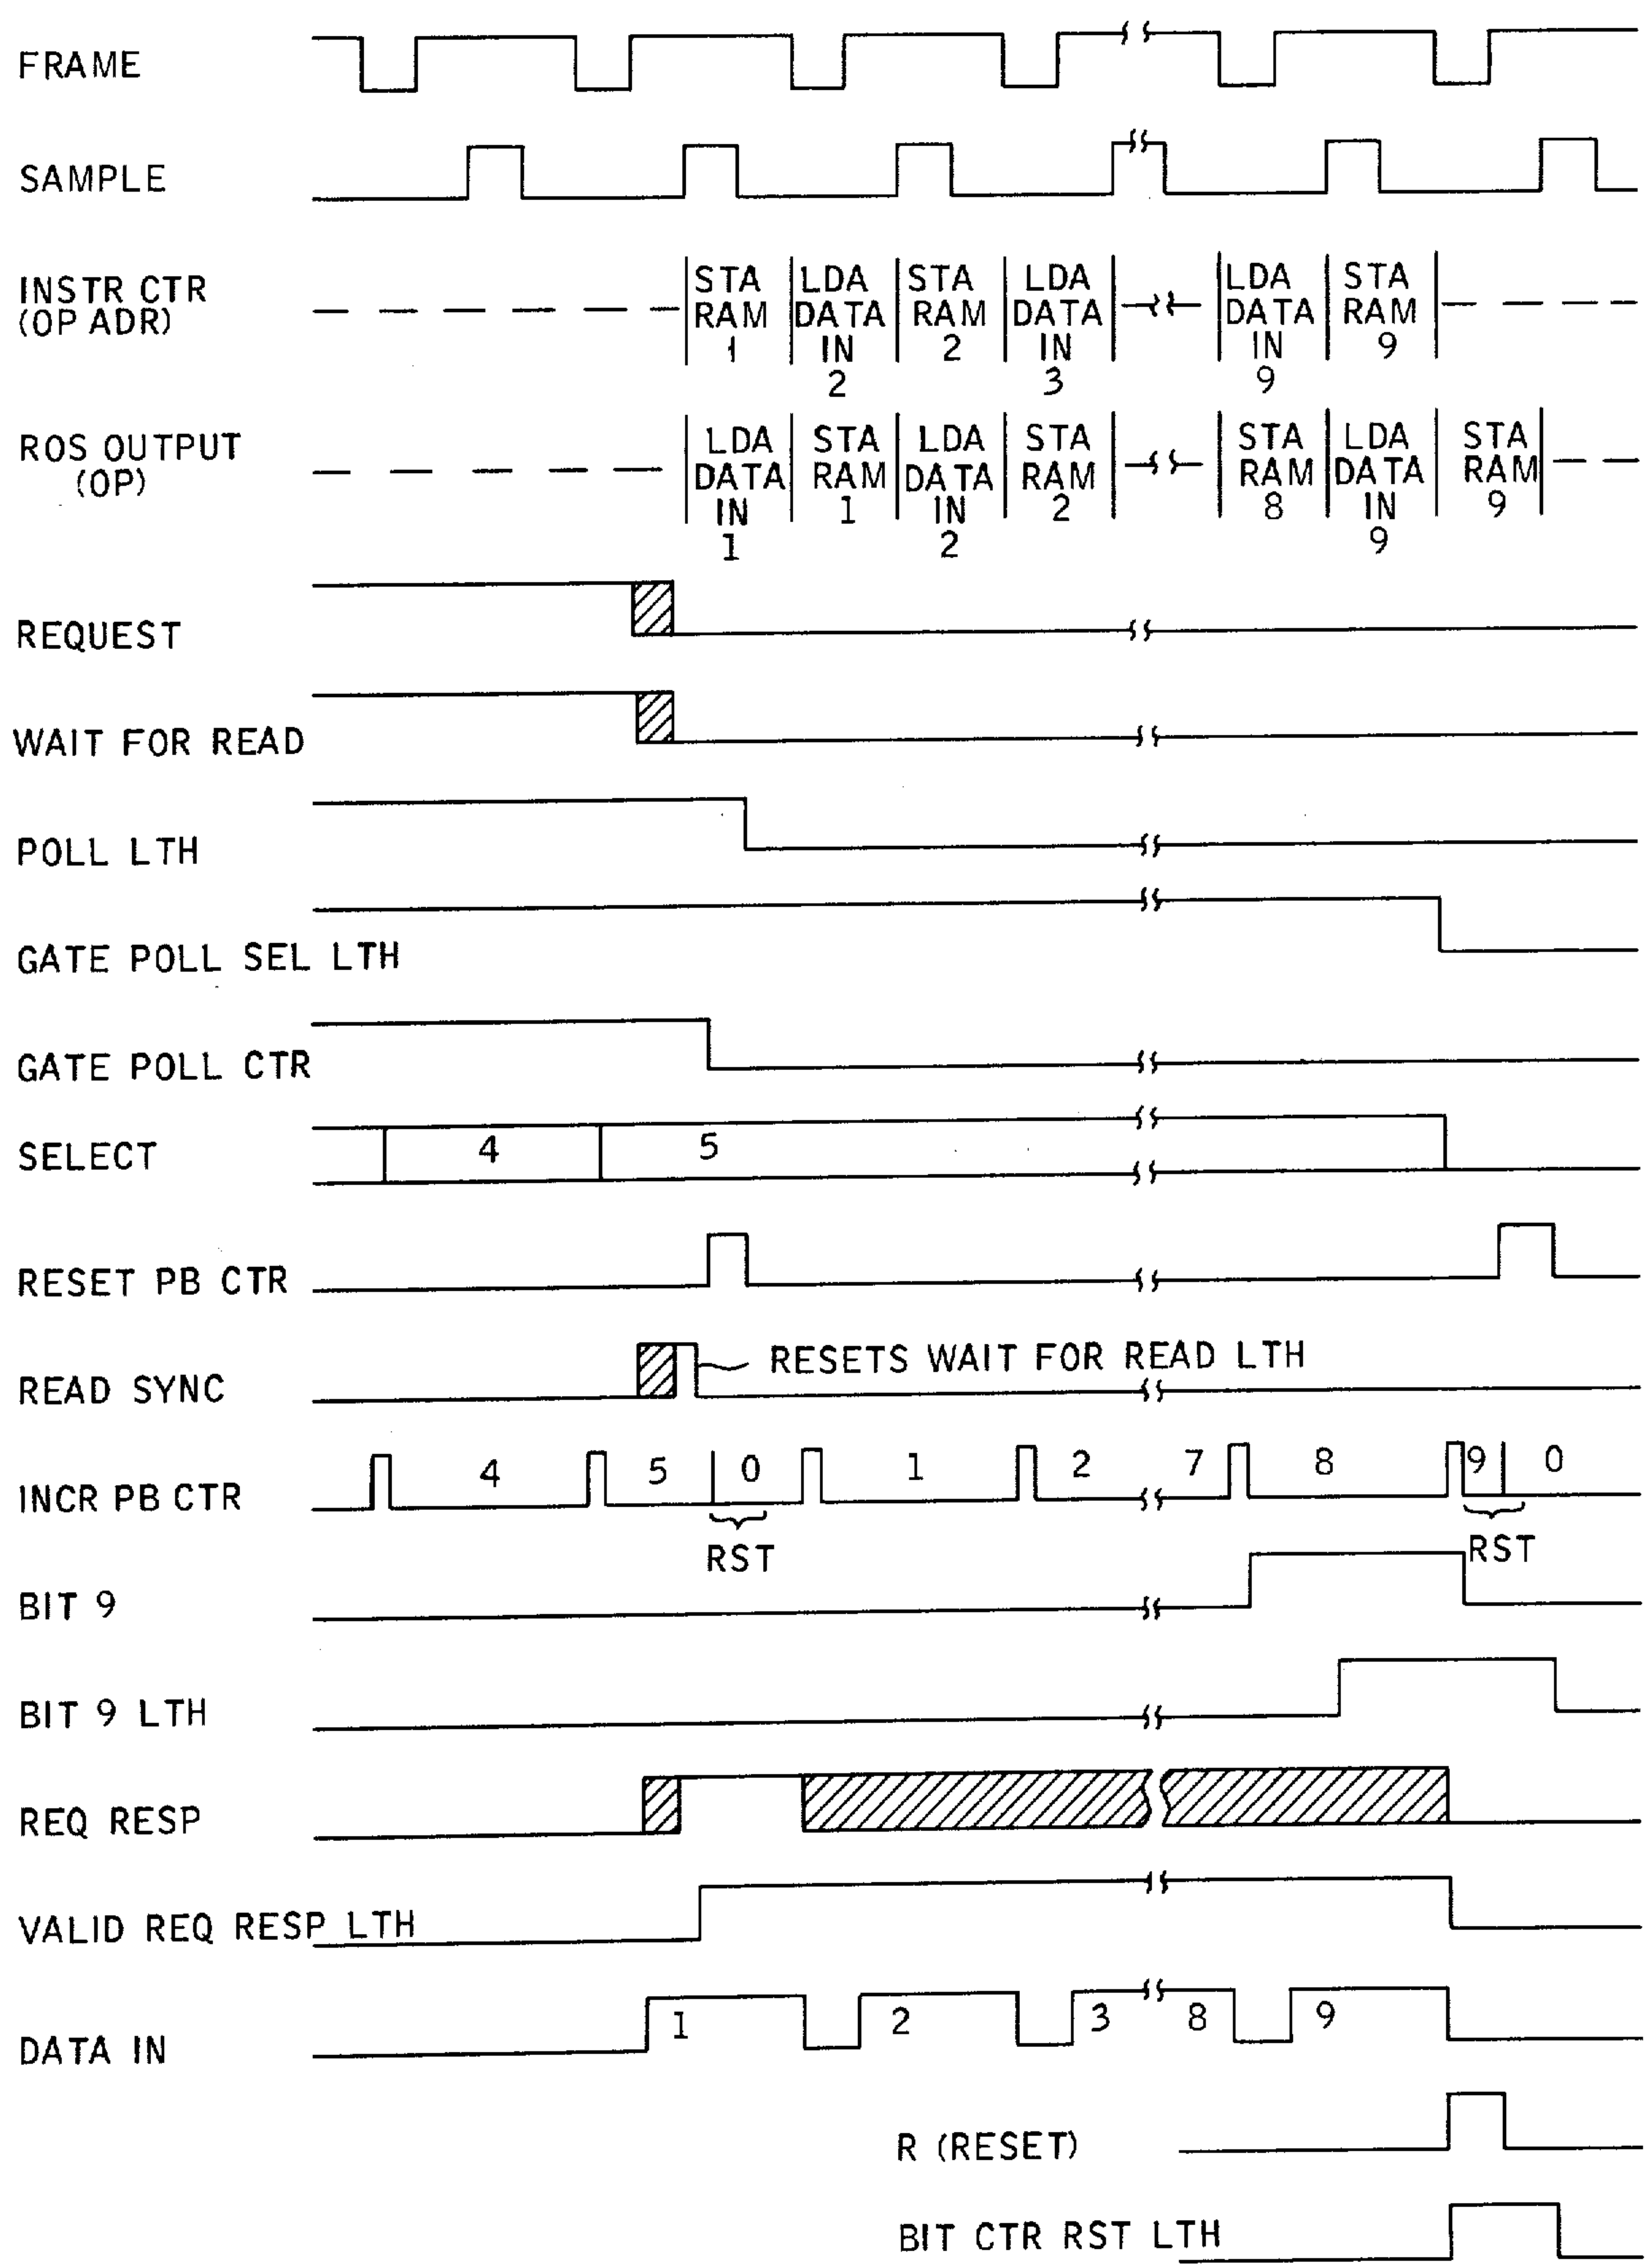 FRAME
SAMPLE
INSTR CTR
(OP ADR)
STA
RAM
1
LDA
DATA
IN
2
STA
RAM
2
LDA
DATA
IN
3
LDA
DATA
IN
9
STA
RAM
9
ROS OUTPUT
(OP)
LDA
DATA
IN
1
STA
RAM
1
LDA
DATA
IN
2
STA
RAM
2
STA
RAM
8
LDA
DATA
IN
9
STA
RAM
9
REQUEST
WAIT FOR READ
POLL LTH
GATE POLL SEL LTH
GATE POLL CTR
SELECT 4 5
RESET PB CTR
READ SYNC RESETS WAIT FOR READ LTH
INCR PB CTR 4 5 0 1 2 7 8 9 0
RST RST
BIT 9
BIT 9 LTH
REQ RESP
VALID REQ RESP LTH
DATA IN 1 2 3 8 9
R (RESET)
BIT CTR RST LTH